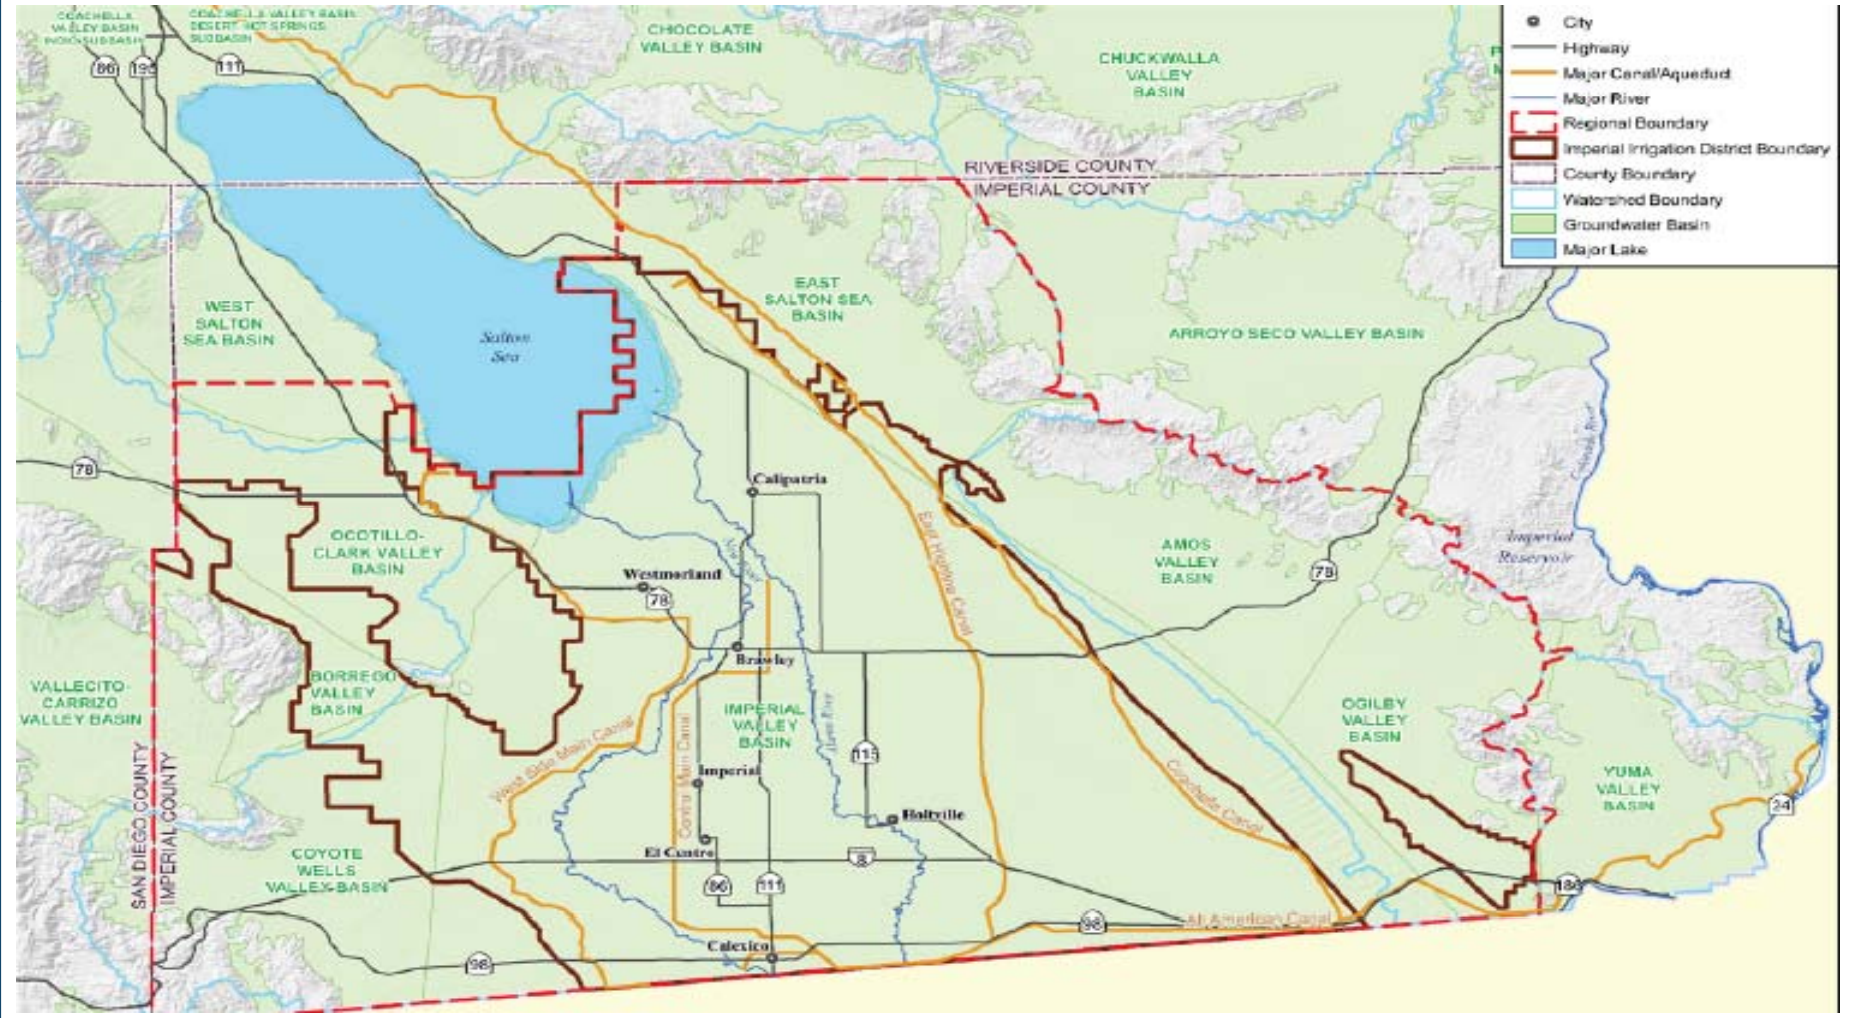 COACHELLA
VALLEY BASIN
INDIO SUBBASIN
COACHELLA VALLEY BASIN
DESERT HOT SPRINGS
SUBBASIN
86
195
111
CHOCOLATE
VALLEY BASIN
CHUCKWALLA
VALLEY
BASIN
City
Highway
Major Canal/Aqueduct
Major River
Regional Boundary
Imperial Irrigation District Boundary
County Boundary
Watershed Boundary
Groundwater Basin
Major Lake
RIVERSIDE COUNTY
IMPERIAL COUNTY
WEST
SALTON
SEA BASIN
Salton
Sea
EAST
SALTON SEA
BASIN
ARROYO SECO VALLEY BASIN
Colorado River
78
Calipatria
OCOTILLO-
CLARK VALLEY
BASIN
East Highline Canal
AMOS
VALLEY
BASIN
Imperial
Reservoir
78
Westmorland
78
New River
Brawley
BORREGO
VALLEY
BASIN
VALLECITO-
CARRIZO
VALLEY BASIN
West Side Main Canal
Central Main Canal
IMPERIAL
VALLEY
BASIN
Alamo River
115
OGILBY
VALLEY
BASIN
Coachella Canal
YUMA
VALLEY
BASIN
24
SAN DIEGO COUNTY
IMPERIAL COUNTY
Imperial
Holtville
El Centro
8
COYOTE
WELLS
VALLEY BASIN
86
111
186
98
All American Canal
Calexico
98